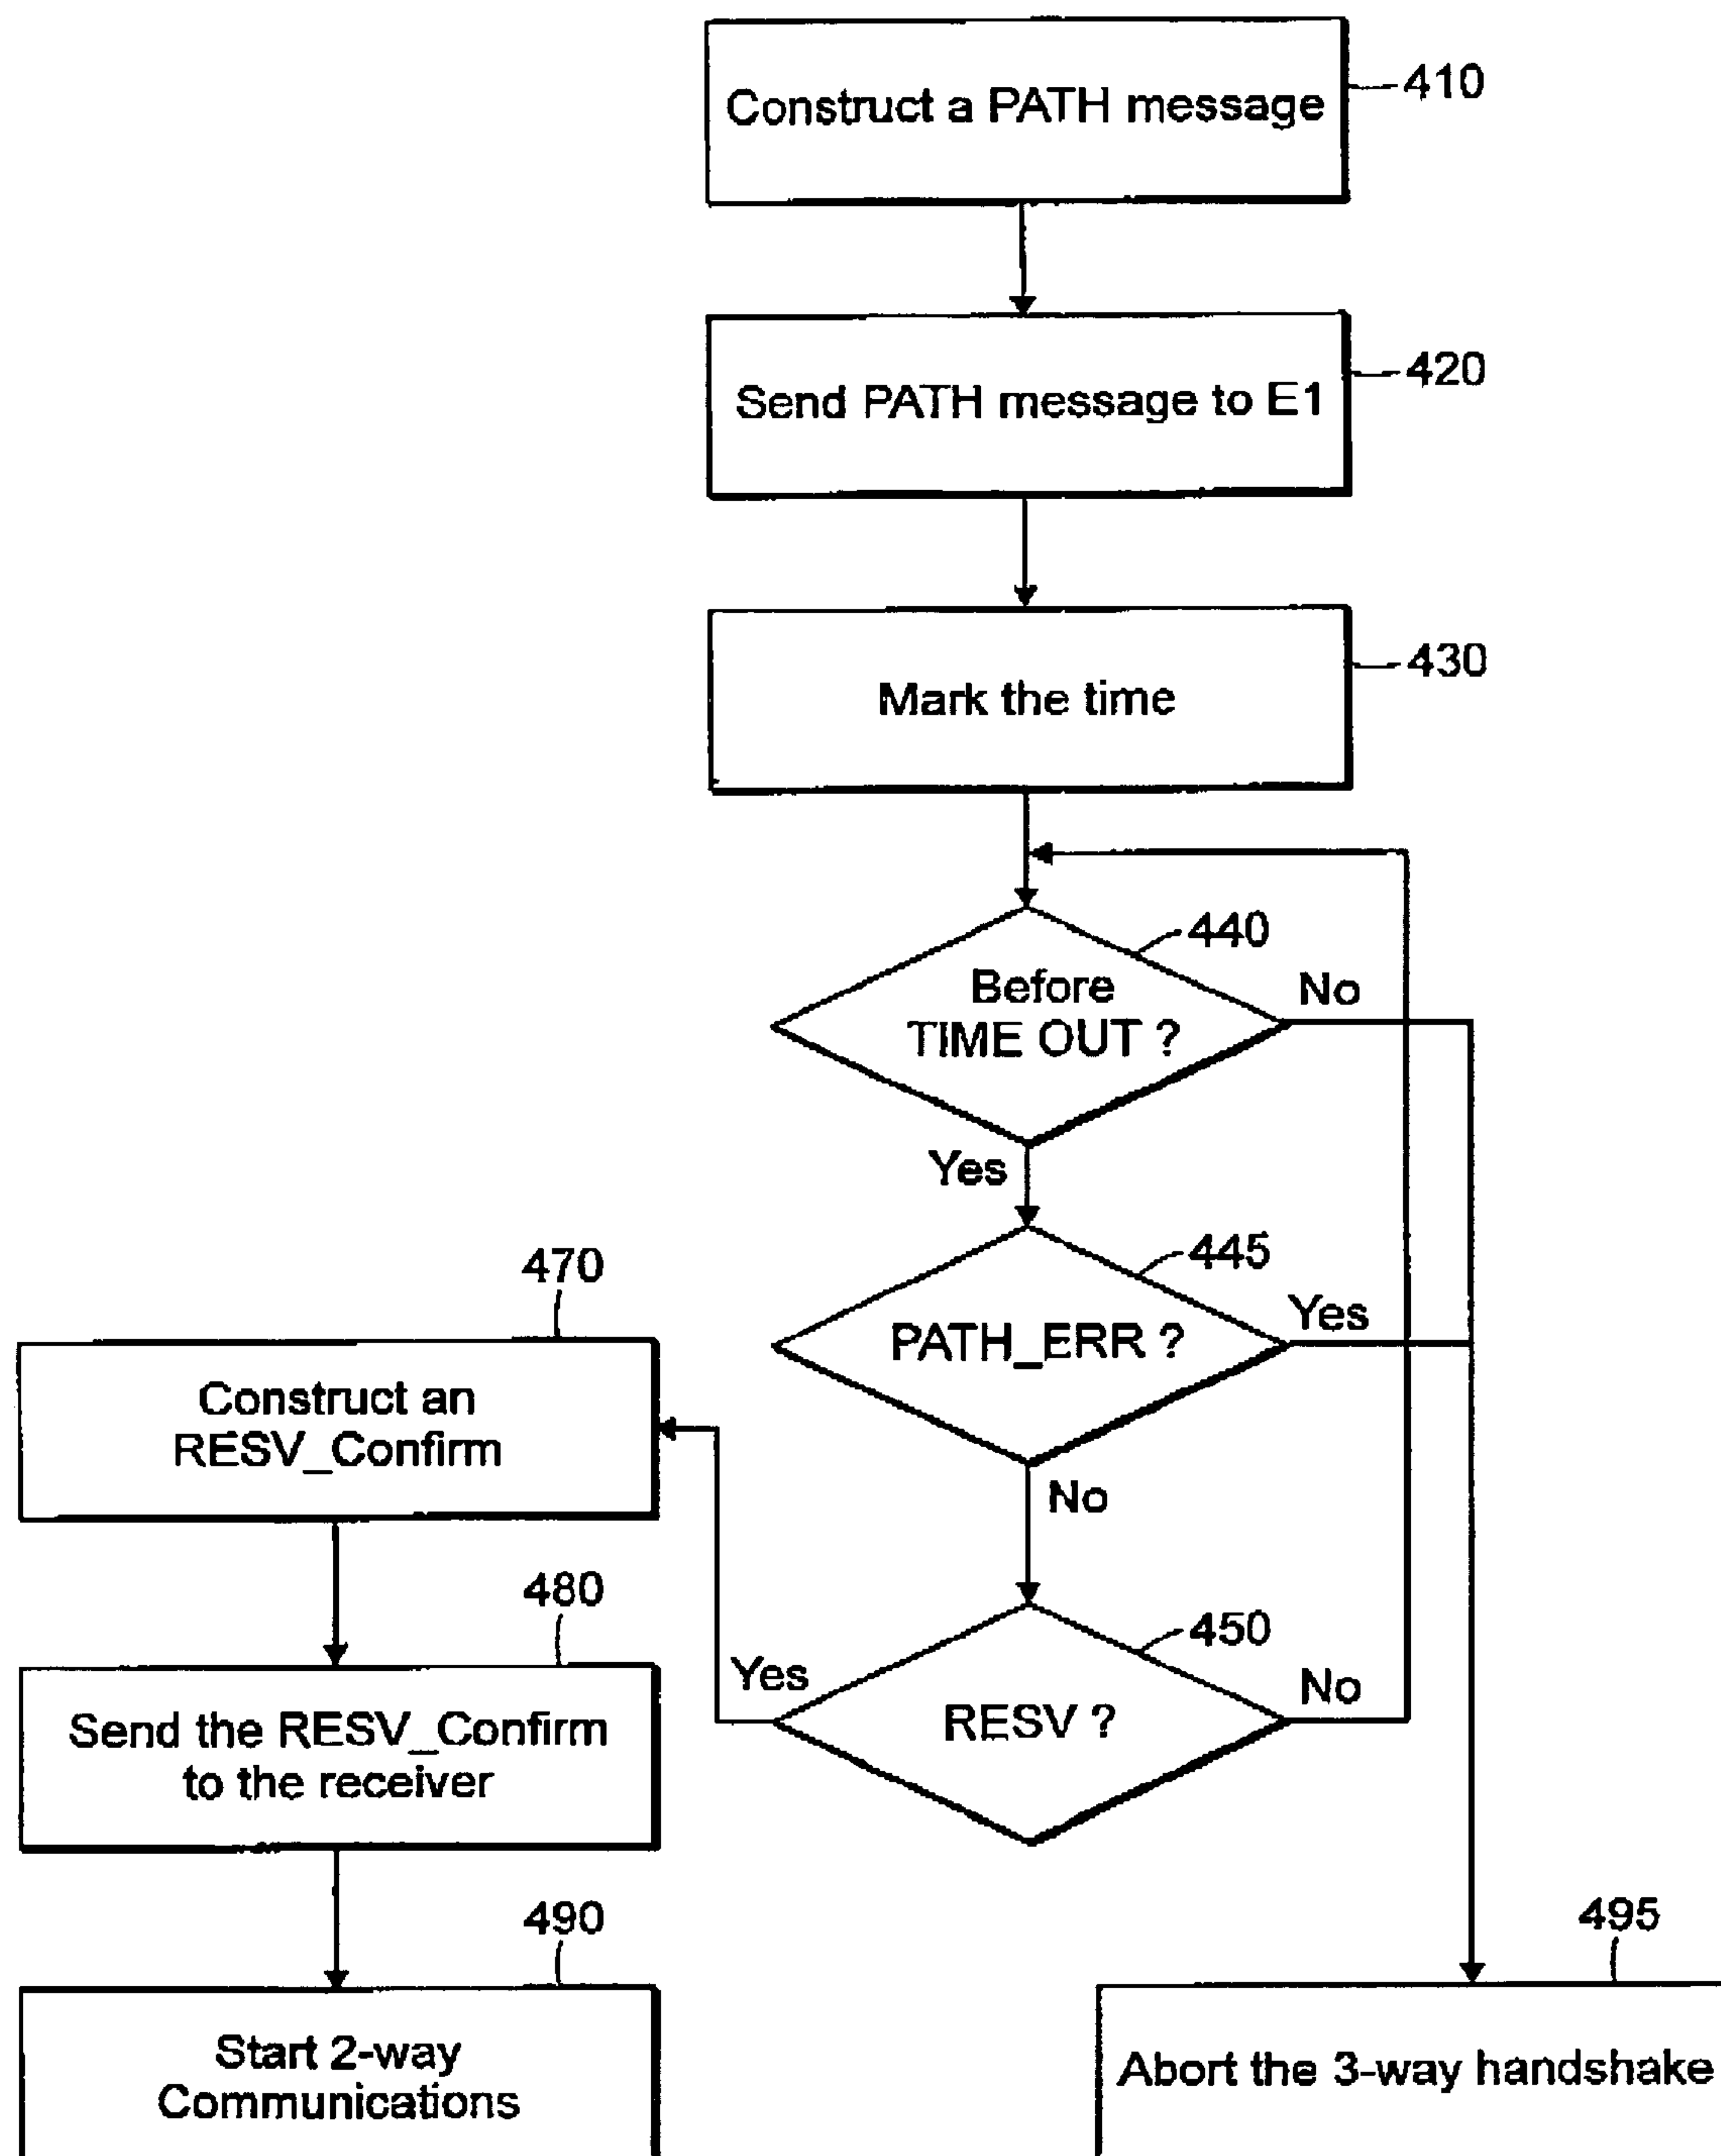 Construct a PATH message
410
Send PATH message to E1
420
Mark the time
430
440
Before
TIME OUT ?
No
Yes
445
PATH_ERR ?
Yes
No
450
RESV ?
Yes
No
470
Construct an
RESV_Confirm
480
Send the RESV_Confirm
to the receiver
490
Start 2-way
Communications
495
Abort the 3-way handshake